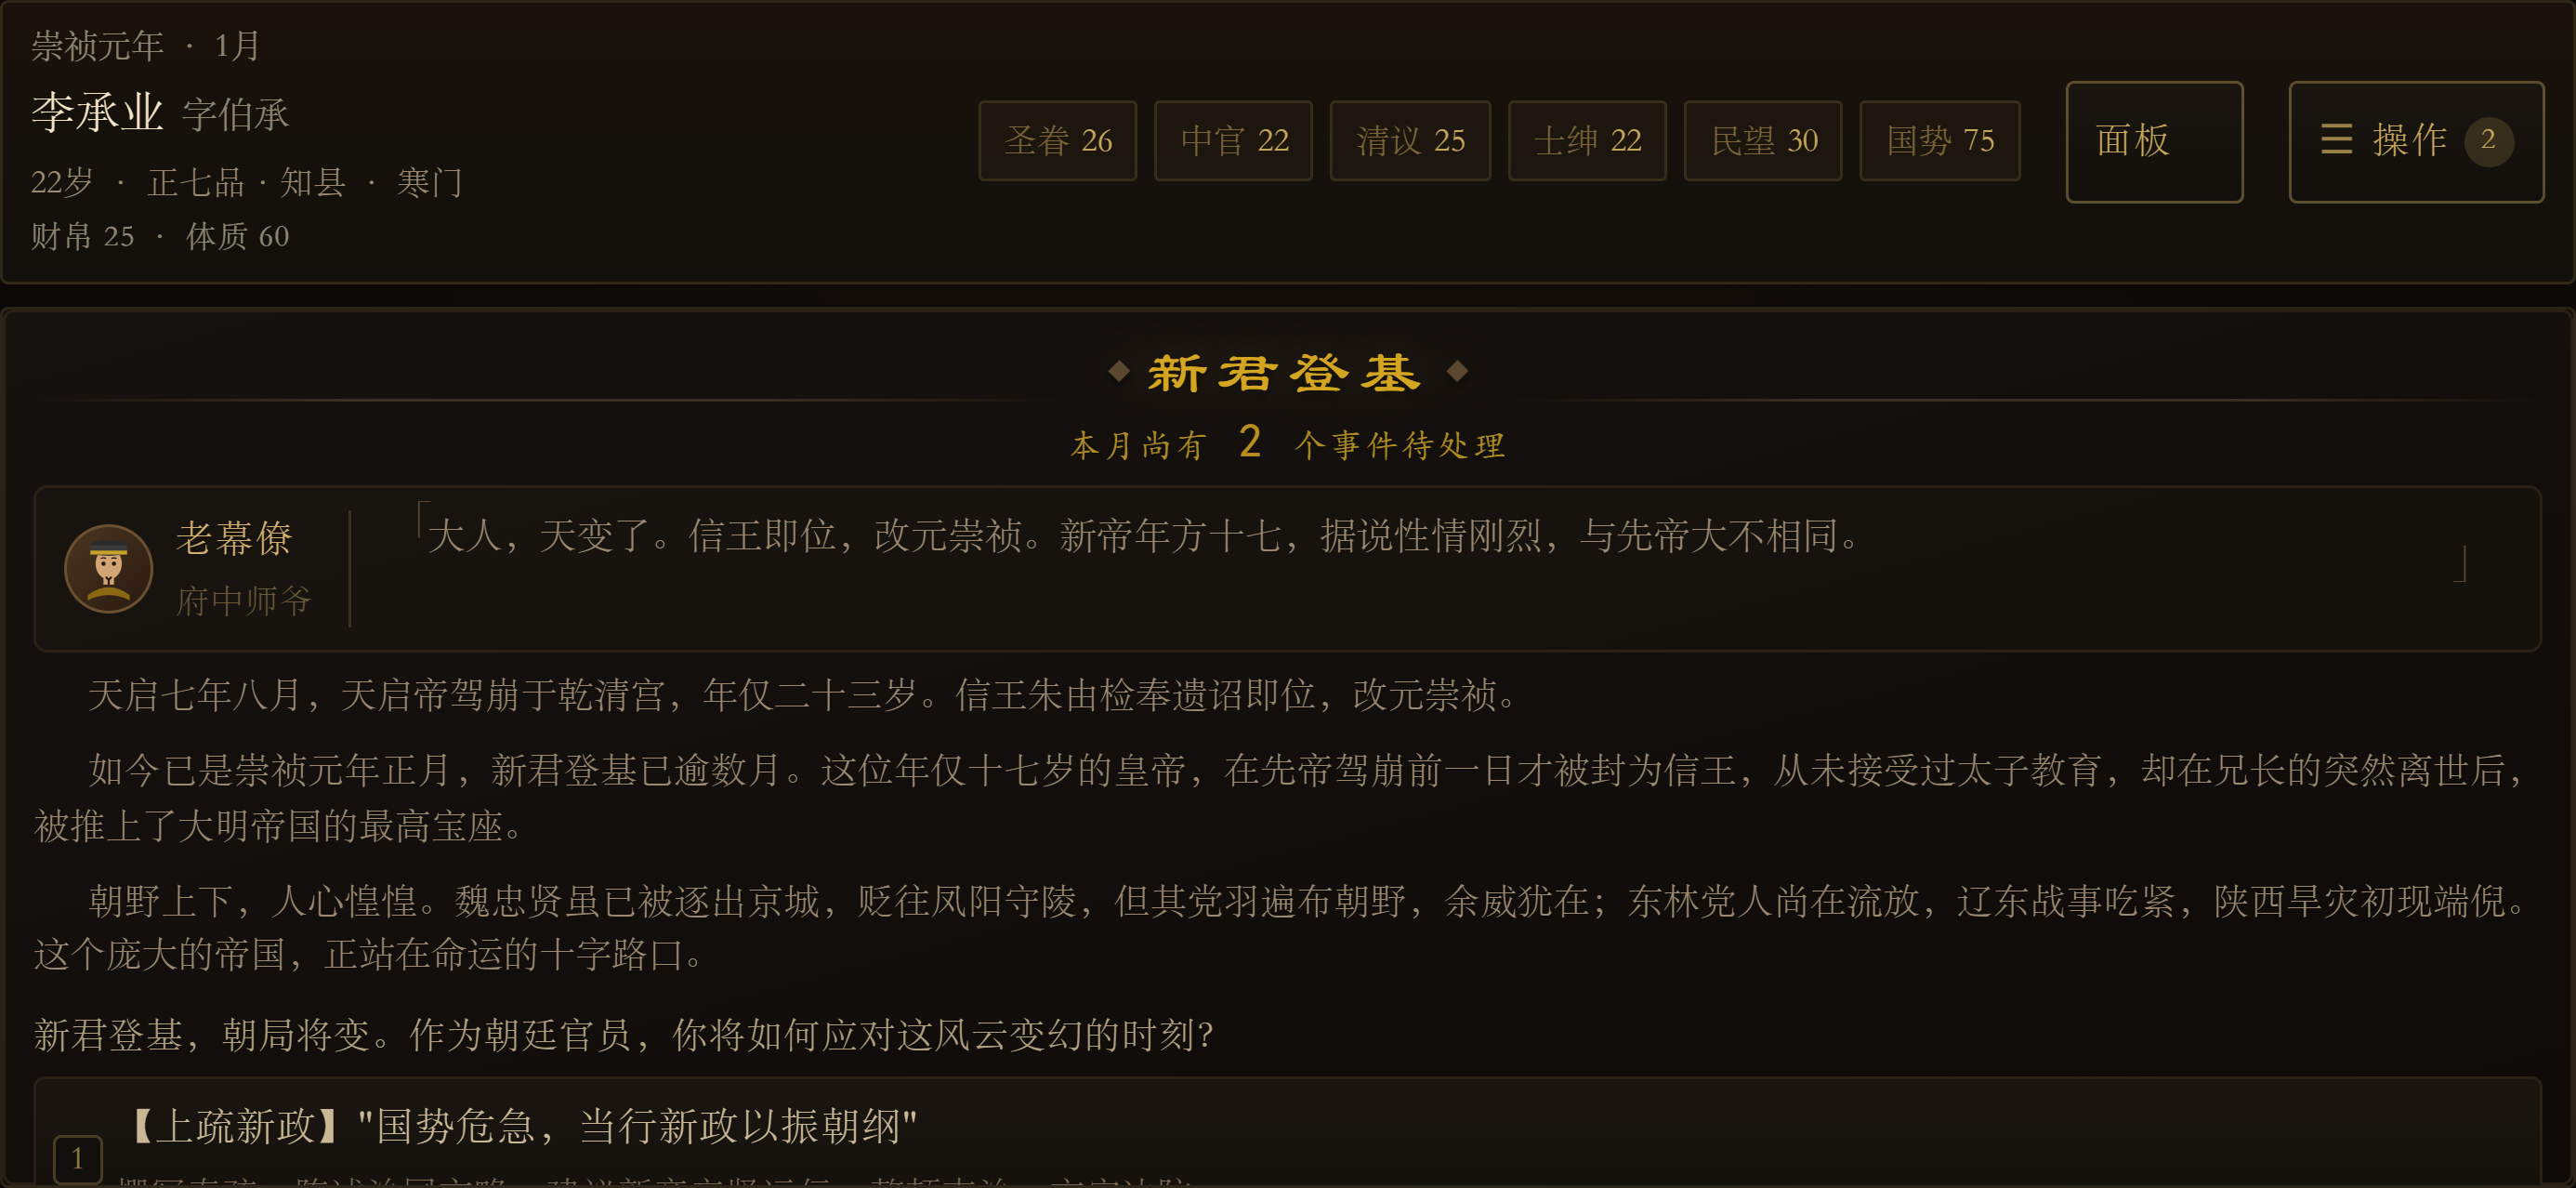 崇祯元年 · 1月
李承业 字伯承
22岁 · 正七品 · 知县 · 寒门
财帛 25 · 体质 60
圣眷 26
中官 22
清议 25
士绅 22
民望 30
国势 75
面板
☰ 操作 2
新君登基
本月尚有 2 个事件待处理
老幕僚
府中师爷
「大人，天变了。信王即位，改元崇祯。新帝年方十七，据说性情刚烈，与先帝大不相同。」
天启七年八月，天启帝驾崩于乾清宫，年仅二十三岁。信王朱由检奉遗诏即位，改元崇祯。
如今已是崇祯元年正月，新君登基已逾数月。这位年仅十七岁的皇帝，在先帝驾崩前一日才被封为信王，从未接受过太子教育，却在兄长的突然离世后，
被推上了大明帝国的最高宝座。
朝野上下，人心惶惶。魏忠贤虽已被逐出京城，贬往凤阳守陵，但其党羽遍布朝野，余威犹在；东林党人尚在流放，辽东战事吃紧，陕西旱灾初现端倪。
这个庞大的帝国，正站在命运的十字路口。
新君登基，朝局将变。作为朝廷官员，你将如何应对这风云变幻的时刻？
1
【上疏新政】"国势危急，当行新政以振朝纲"